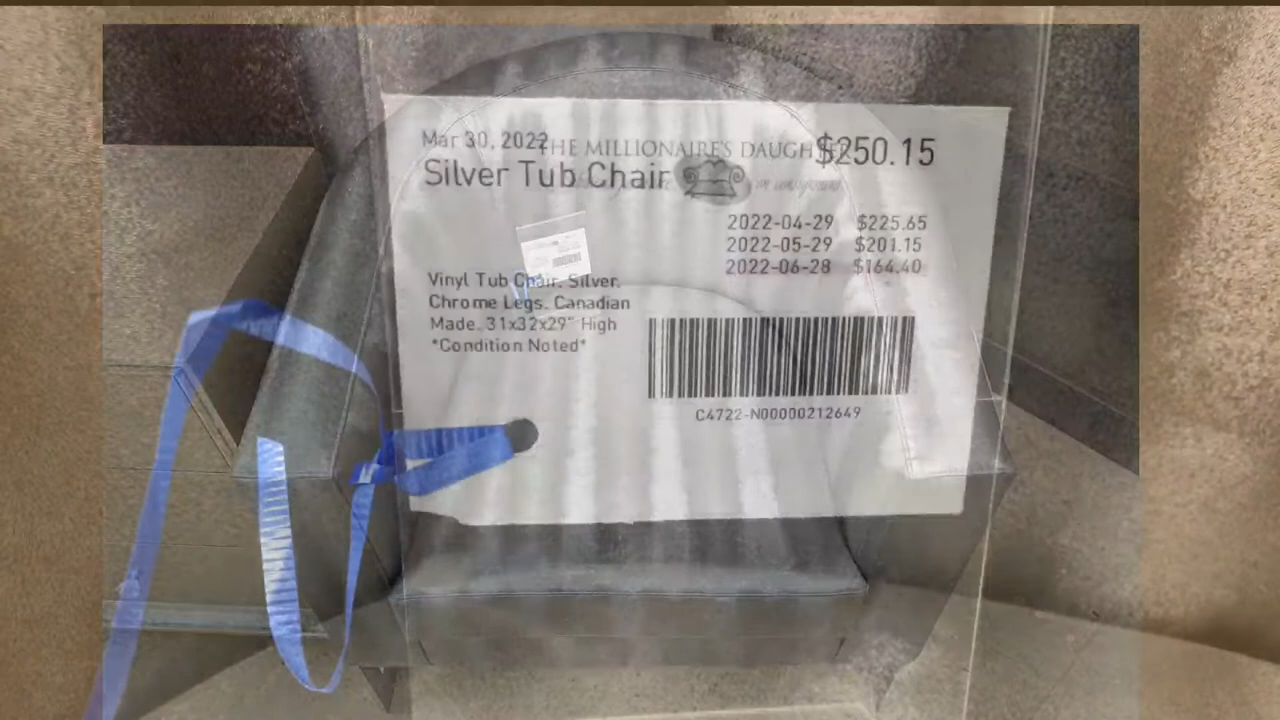 THE MILLIONAIRE'S DAUGHTER
Mar 30, 2022
$250.15
Silver Tub Chair
2022-04-29 $225.65
2022-05-29 $201.15
2022-06-28 $164.40
Vinyl Tub Chair. Silver.
Chrome Legs. Canadian
Made. 31x32x29" High
*Condition Noted*
C4722-N00000212649